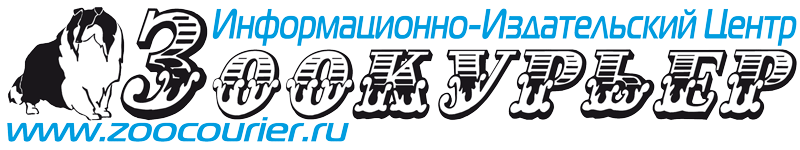 Информационно-Издательский Центр
Зоокурьер
www.zoocourier.ru